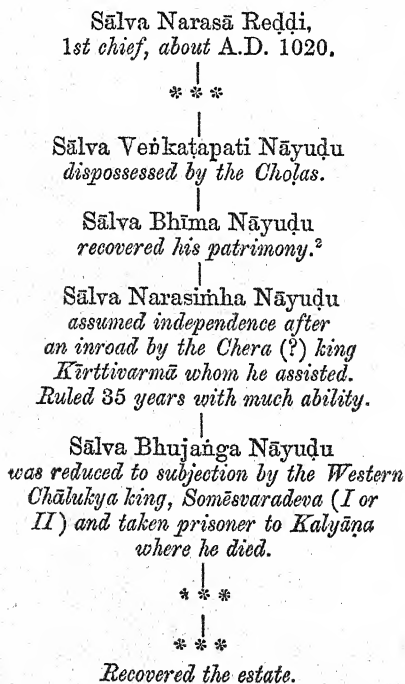 Sālva Narasā Reḍḍi,
1st chief, about A.D. 1020.
* * *
Sālva Veṅkaṭapati Nāyuḍu
dispossessed by the Choḷas.
Sālva Bhīma Nāyuḍu
recovered his patrimony.²
Sālva Narasiṁha Nāyuḍu
assumed independence after
an inroad by the Chera (?) king
Kīrttivarmā whom he assisted.
Ruled 35 years with much ability.
Sālva Bhujaṅga Nāyuḍu
was reduced to subjection by the Western
Chālukya king, Somēsvaradeva (I or
II) and taken prisoner to Kalyāṇa
where he died.
* * *
* * *
Recovered the estate.